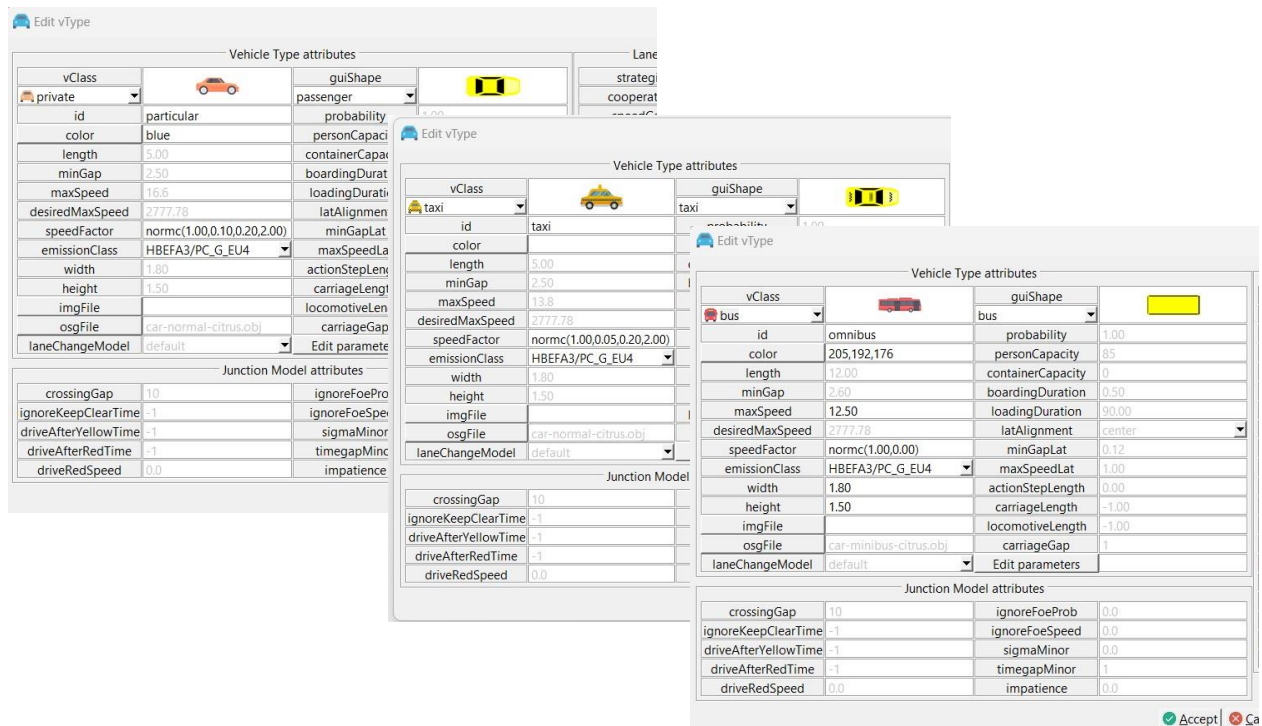 Edit vType
Vehicle Type attributes
Lane
vClass guiShape strategi
private passenger cooperat
id particular probability 1.00
color blue personCapaci
length 5.00 containerCapac
minGap 2.50 boardingDurat
maxSpeed 16.6 loadingDurati
desiredMaxSpeed 2777.78 latAlignmen
speedFactor normc(1.00,0.10,0.20,2.00) minGapLat
emissionClass HBEFA3/PC_G_EU4 maxSpeedLa
width 1.80 actionStepLeng
height 1.50 carriageLengt
imgFile locomotiveLen
osgFile car-normal-citrus.obj carriageGap
laneChangeModel default Edit paramete
Junction Model attributes
crossingGap 10 ignoreFoePro
ignoreKeepClearTime -1 ignoreFoeSpe
driveAfterYellowTime -1 sigmaMinor
driveAfterRedTime -1 timegapMinc
driveRedSpeed 0.0 impatience
Edit vType
Vehicle Type attributes
vClass guiShape
taxi taxi
id taxi probability 1.00
color
length 5.00
minGap 2.50
maxSpeed 13.8
desiredMaxSpeed 2777.78
speedFactor normc(1.00,0.05,0.20,2.00)
emissionClass HBEFA3/PC_G_EU4
width 1.80
height 1.50
imgFile
osgFile car-normal-citrus.obj
laneChangeModel default
Junction Model
crossingGap 10
ignoreKeepClearTime -1
driveAfterYellowTime -1
driveAfterRedTime -1
driveRedSpeed 0.0
Edit vType
Vehicle Type attributes
vClass guiShape
bus bus
id omnibus probability 1.00
color 205,192,176 personCapacity 85
length 12.00 containerCapacity 0
minGap 2.60 boardingDuration 0.50
maxSpeed 12.50 loadingDuration 90.00
desiredMaxSpeed 2777.78 latAlignment center
speedFactor normc(1.00,0.00) minGapLat 0.12
emissionClass HBEFA3/PC_G_EU4 maxSpeedLat 1.00
width 1.80 actionStepLength 0.00
height 1.50 carriageLength -1.00
imgFile locomotiveLength -1.00
osgFile car-minibus-citrus.obj carriageGap 1
laneChangeModel default Edit parameters
Junction Model attributes
crossingGap 10 ignoreFoeProb 0.0
ignoreKeepClearTime -1 ignoreFoeSpeed 0.0
driveAfterYellowTime -1 sigmaMinor 0.0
driveAfterRedTime -1 timegapMinor 1
driveRedSpeed 0.0 impatience 0.0
Accept Ca